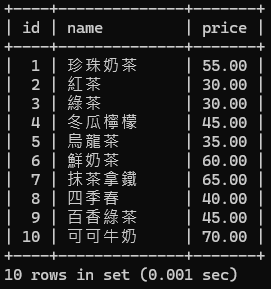 +----+--------------+-------+
| id | name         | price |
+----+--------------+-------+
|  1 | 珍珠奶茶     | 55.00 |
|  2 | 紅茶         | 30.00 |
|  3 | 綠茶         | 30.00 |
|  4 | 冬瓜檸檬     | 45.00 |
|  5 | 烏龍茶       | 35.00 |
|  6 | 鮮奶茶       | 60.00 |
|  7 | 抹茶拿鐵     | 65.00 |
|  8 | 四季春       | 40.00 |
|  9 | 百香綠茶     | 45.00 |
| 10 | 可可牛奶     | 70.00 |
+----+--------------+-------+
10 rows in set (0.001 sec)